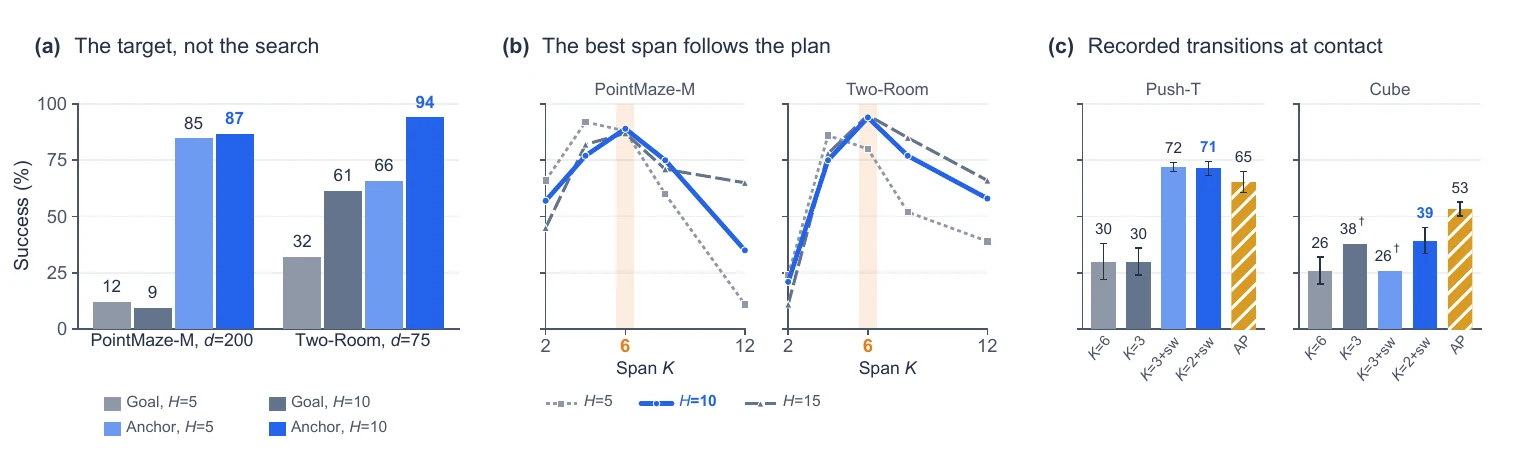 (a) The target, not the search
Success (%)
100
75
50
25
0
12
9
85
87
32
61
66
94
PointMaze-M, d=200
Two-Room, d=75
Goal, H=5
Goal, H=10
Anchor, H=5
Anchor, H=10
(b) The best span follows the plan
PointMaze-M
Two-Room
2
6
12
2
6
12
Span K
Span K
H=5
H=10
H=15
(c) Recorded transitions at contact
Push-T
Cube
30
30
72
71
65
K=6
K=3
K=3+sw
K=2+sw
AP
26
38†
26†
39
53
K=6
K=3
K=3+sw
K=2+sw
AP